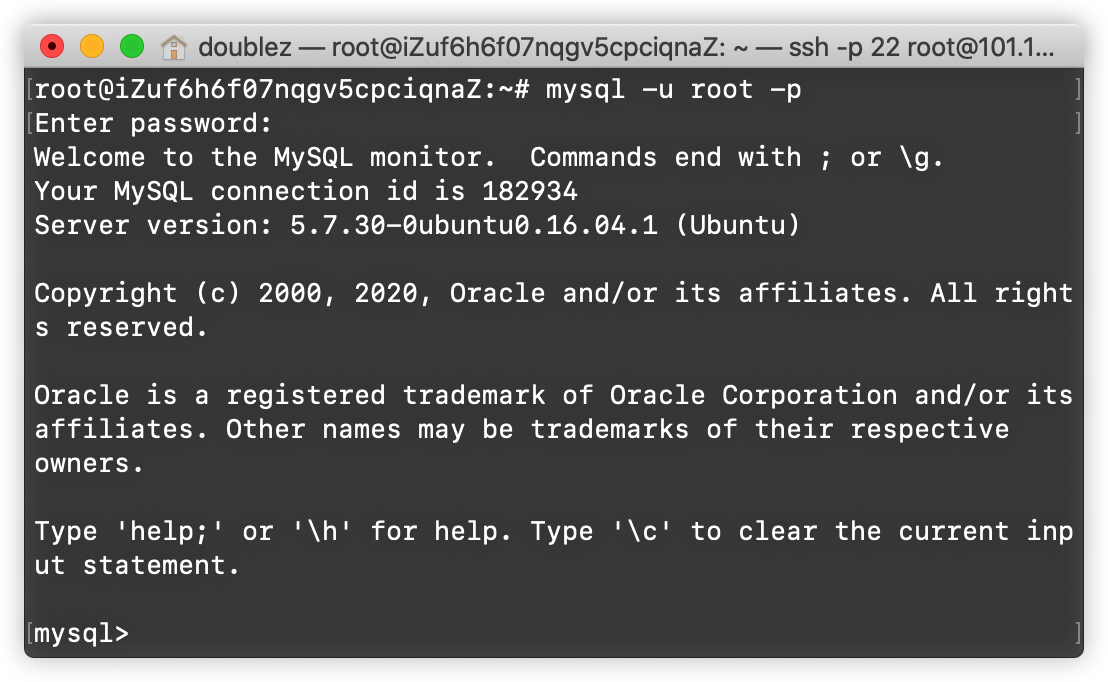 doublez — root@iZuf6h6f07nqgv5cpciqnaZ: ~ — ssh -p 22 root@101.1...
[root@iZuf6h6f07nqgv5cpciqnaZ:~# mysql -u root -p ]
[Enter password: ]
Welcome to the MySQL monitor.  Commands end with ; or \g.
Your MySQL connection id is 182934
Server version: 5.7.30-0ubuntu0.16.04.1 (Ubuntu)
Copyright (c) 2000, 2020, Oracle and/or its affiliates. All right
s reserved.
Oracle is a registered trademark of Oracle Corporation and/or its
affiliates. Other names may be trademarks of their respective
owners.
Type 'help;' or '\h' for help. Type '\c' to clear the current inp
ut statement.
[mysql> ]